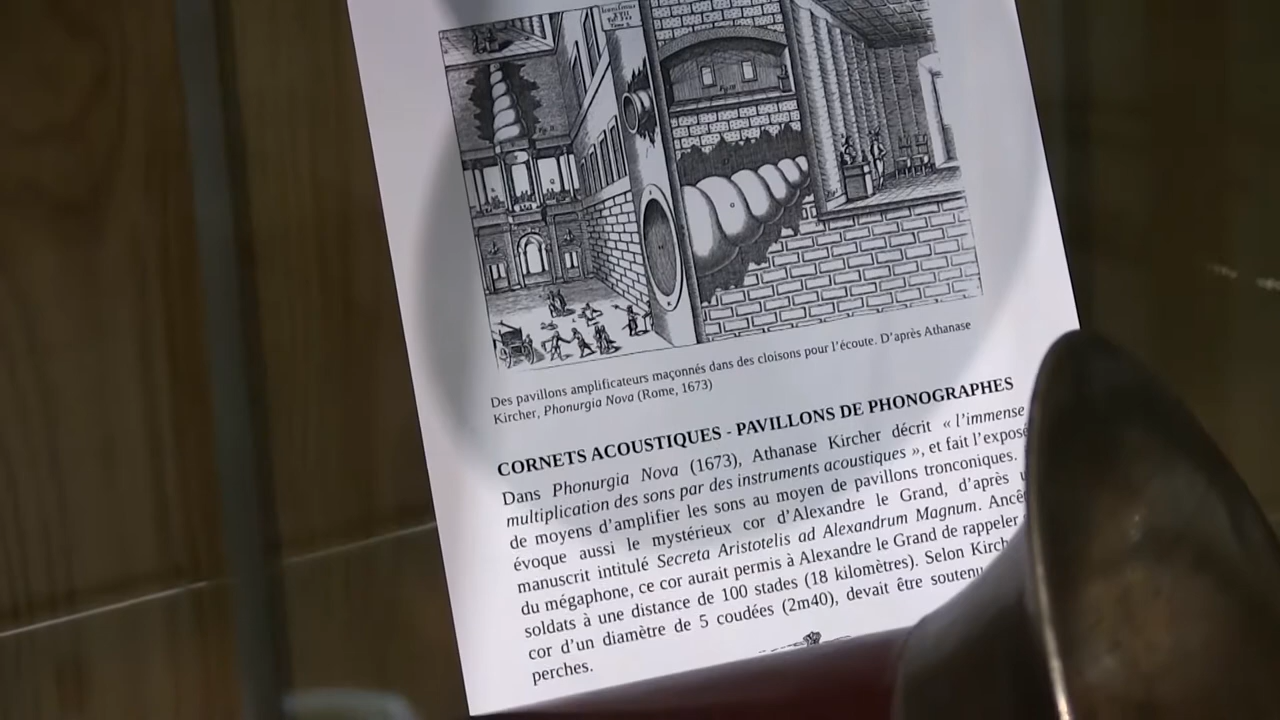 Des pavillons amplificateurs maçonnés dans des cloisons pour l'écoute. D'après Athanase
Kircher, Phonurgia Nova (Rome, 1673)
CORNETS ACOUSTIQUES - PAVILLONS DE PHONOGRAPHES
Dans Phonurgia Nova (1673), Athanase Kircher décrit « l'immense
multiplication des sons par des instruments acoustiques », et fait l'exposé
de moyens d'amplifier les sons au moyen de pavillons tronconiques.
évoque aussi le mystérieux cor d'Alexandre le Grand, d'après
manuscrit intitulé Secreta Aristotelis ad Alexandrum Magnum.
du mégaphone, ce cor aurait permis à Alexandre le Grand de rappeler
soldats à une distance de 100 stades (18 kilomètres). Selon
cor d'un diamètre de 5 coudées (2m40), devait être
perches.